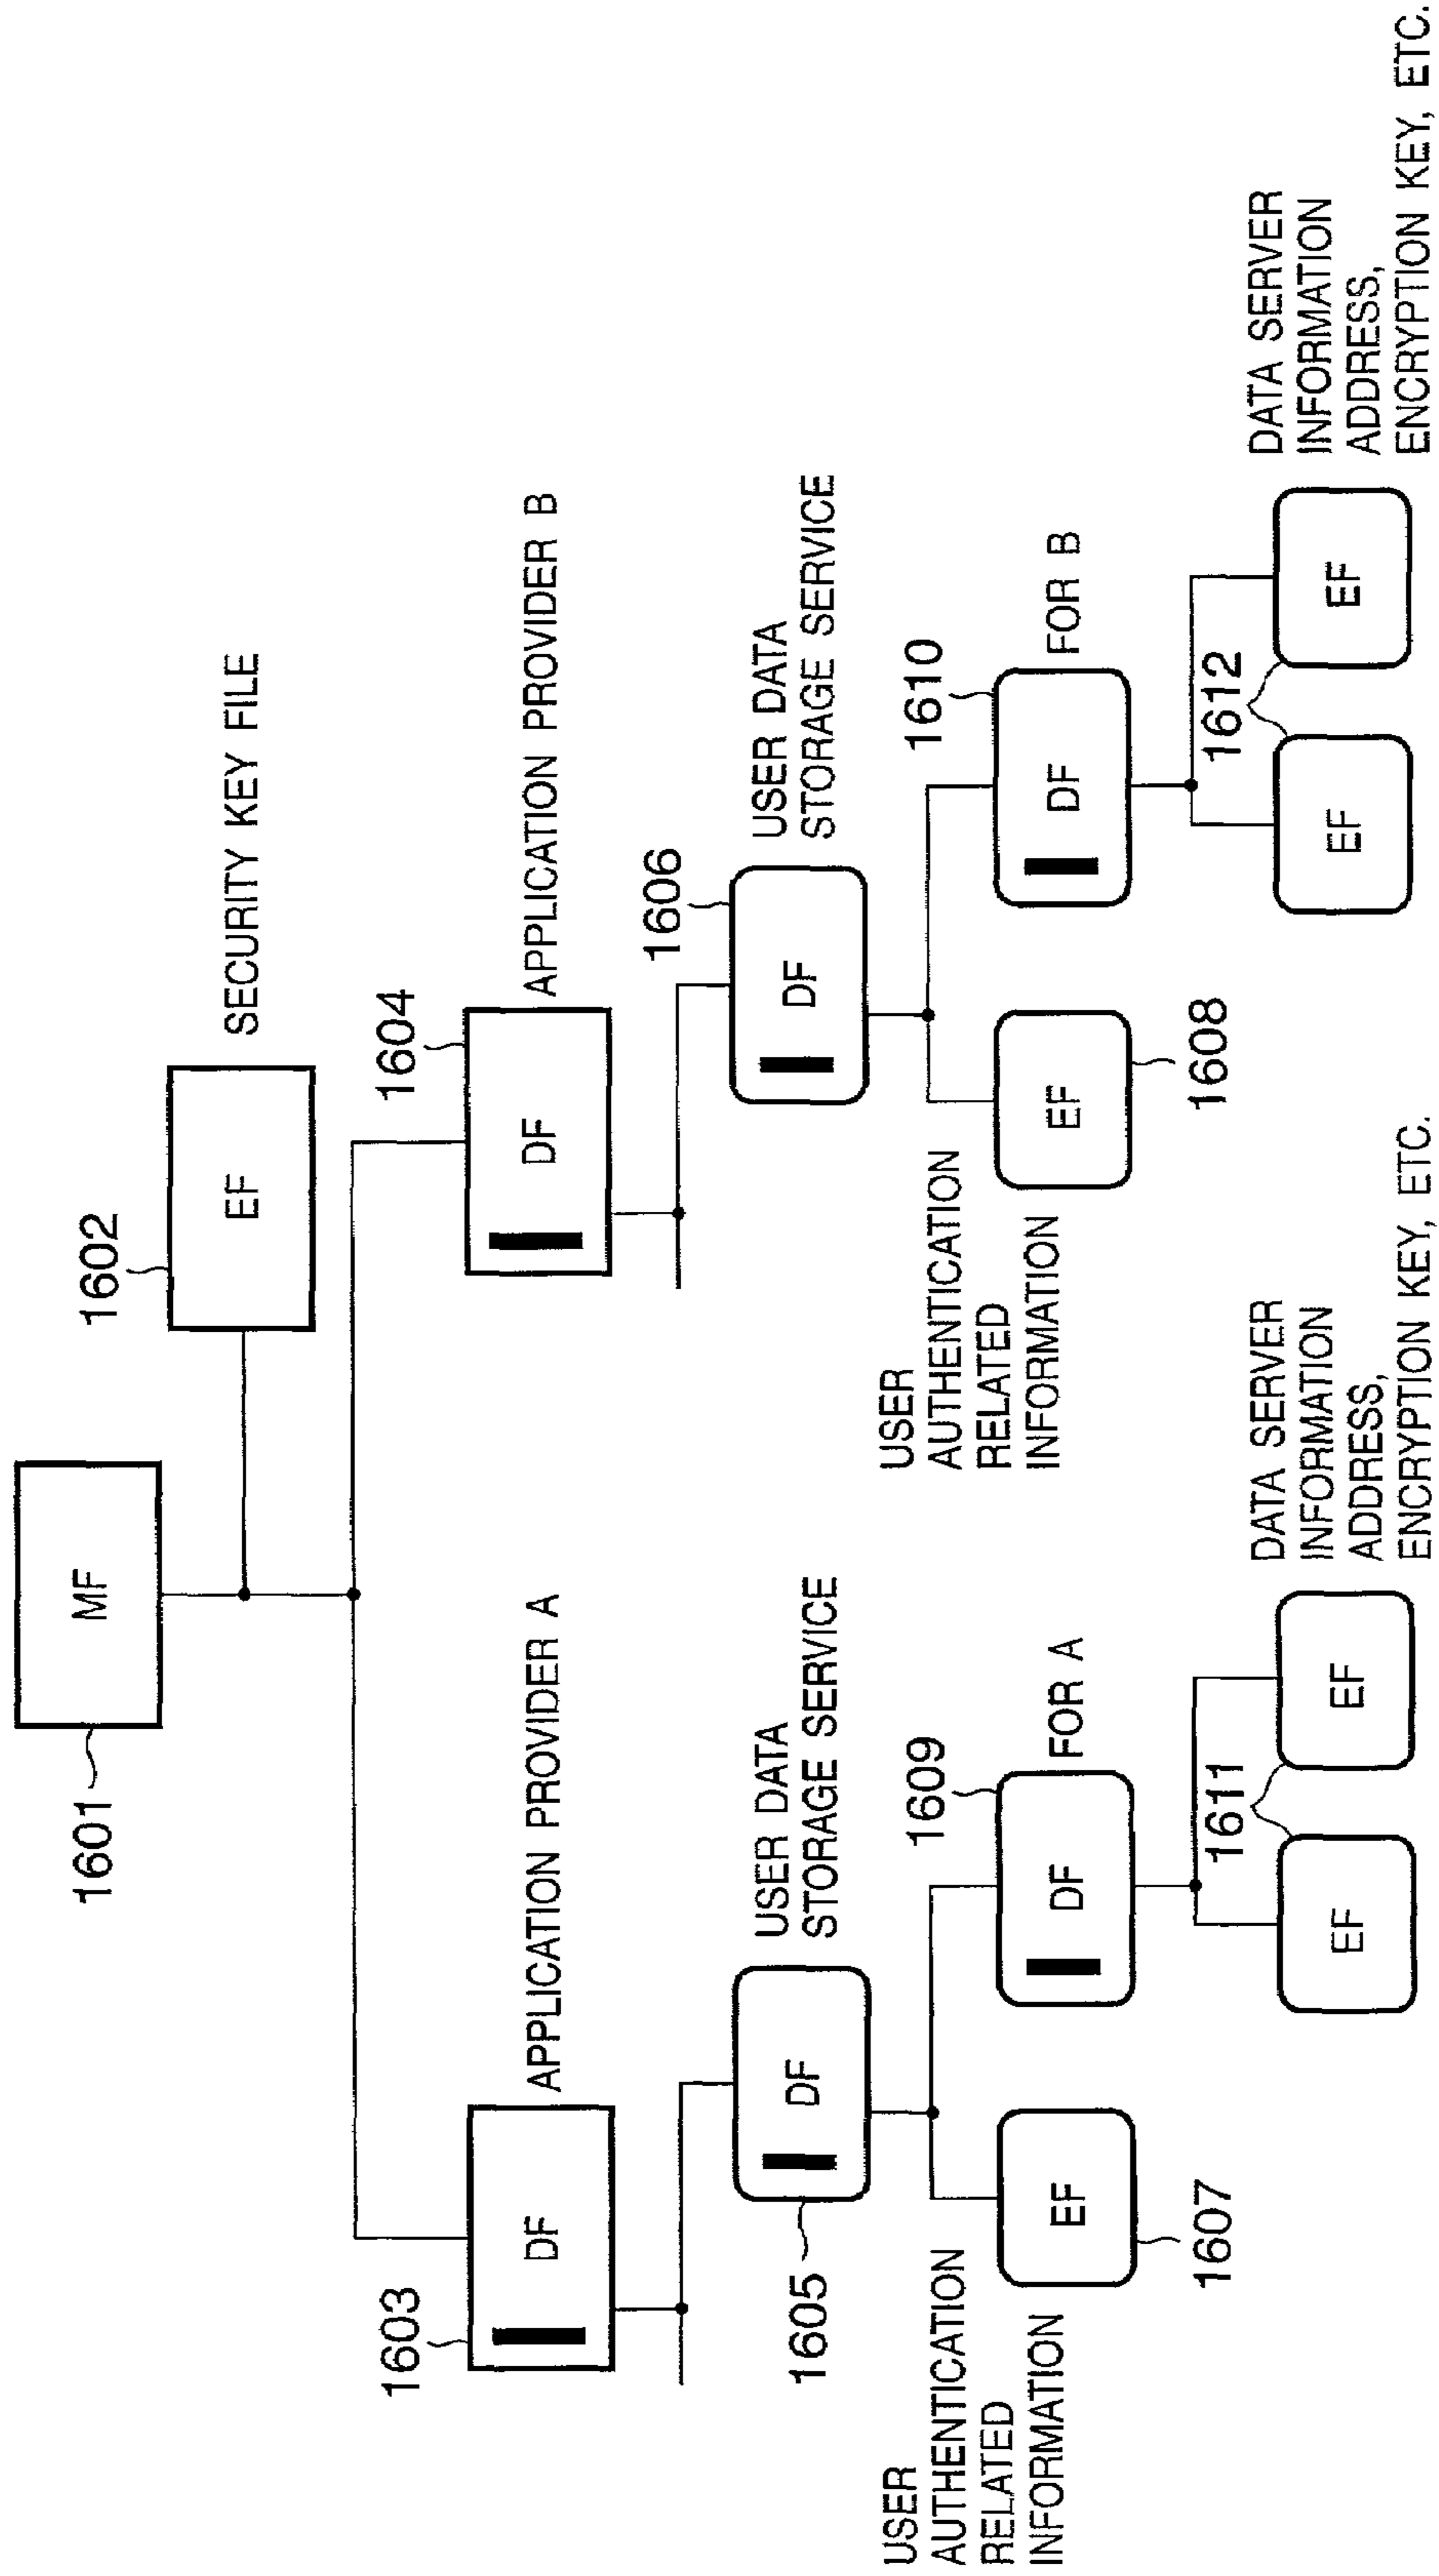 MF
1601
1602
EF
SECURITY KEY FILE
1603
DF
APPLICATION PROVIDER A
1604
DF
APPLICATION PROVIDER B
1605
DF
USER DATA
STORAGE SERVICE
1606
DF
USER DATA
STORAGE SERVICE
USER
AUTHENTICATION
RELATED
INFORMATION
EF
1607
1609
DF
FOR A
USER
AUTHENTICATION
RELATED
INFORMATION
EF
1608
1610
DF
FOR B
EF
1611
EF
DATA SERVER
INFORMATION
ADDRESS,
ENCRYPTION KEY, ETC.
EF
1612
EF
DATA SERVER
INFORMATION
ADDRESS,
ENCRYPTION KEY, ETC.